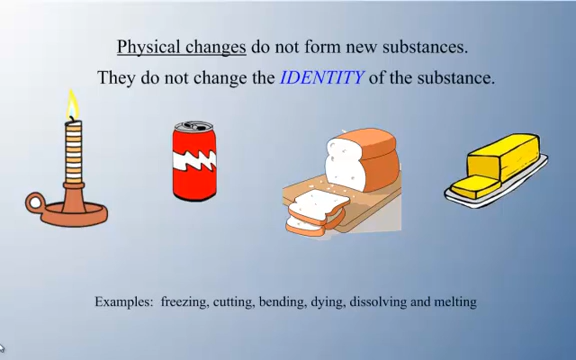 Physical changes do not form new substances.
They do not change the IDENTITY of the substance.
Examples:  freezing, cutting, bending, dying, dissolving and melting